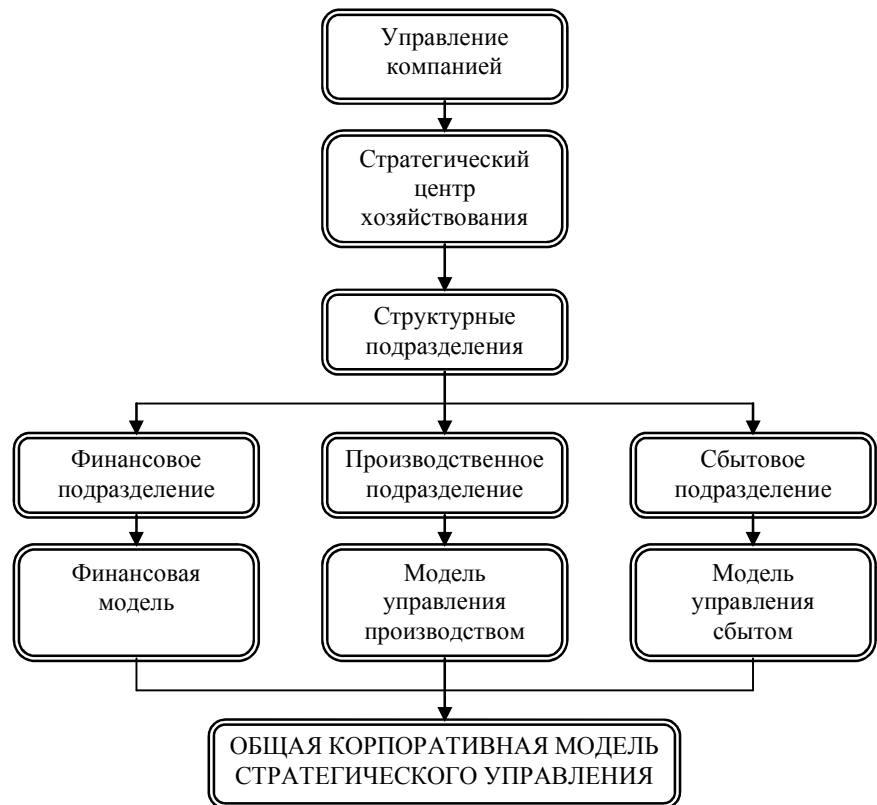 Управление
компанией
Стратегический
центр
хозяйствования
Структурные
подразделения
Финансовое
подразделение
Производственное
подразделение
Сбытовое
подразделение
Финансовая
модель
Модель
управления
производством
Модель
управления
сбытом
ОБЩАЯ КОРПОРАТИВНАЯ МОДЕЛЬ
СТРАТЕГИЧЕСКОГО УПРАВЛЕНИЯ